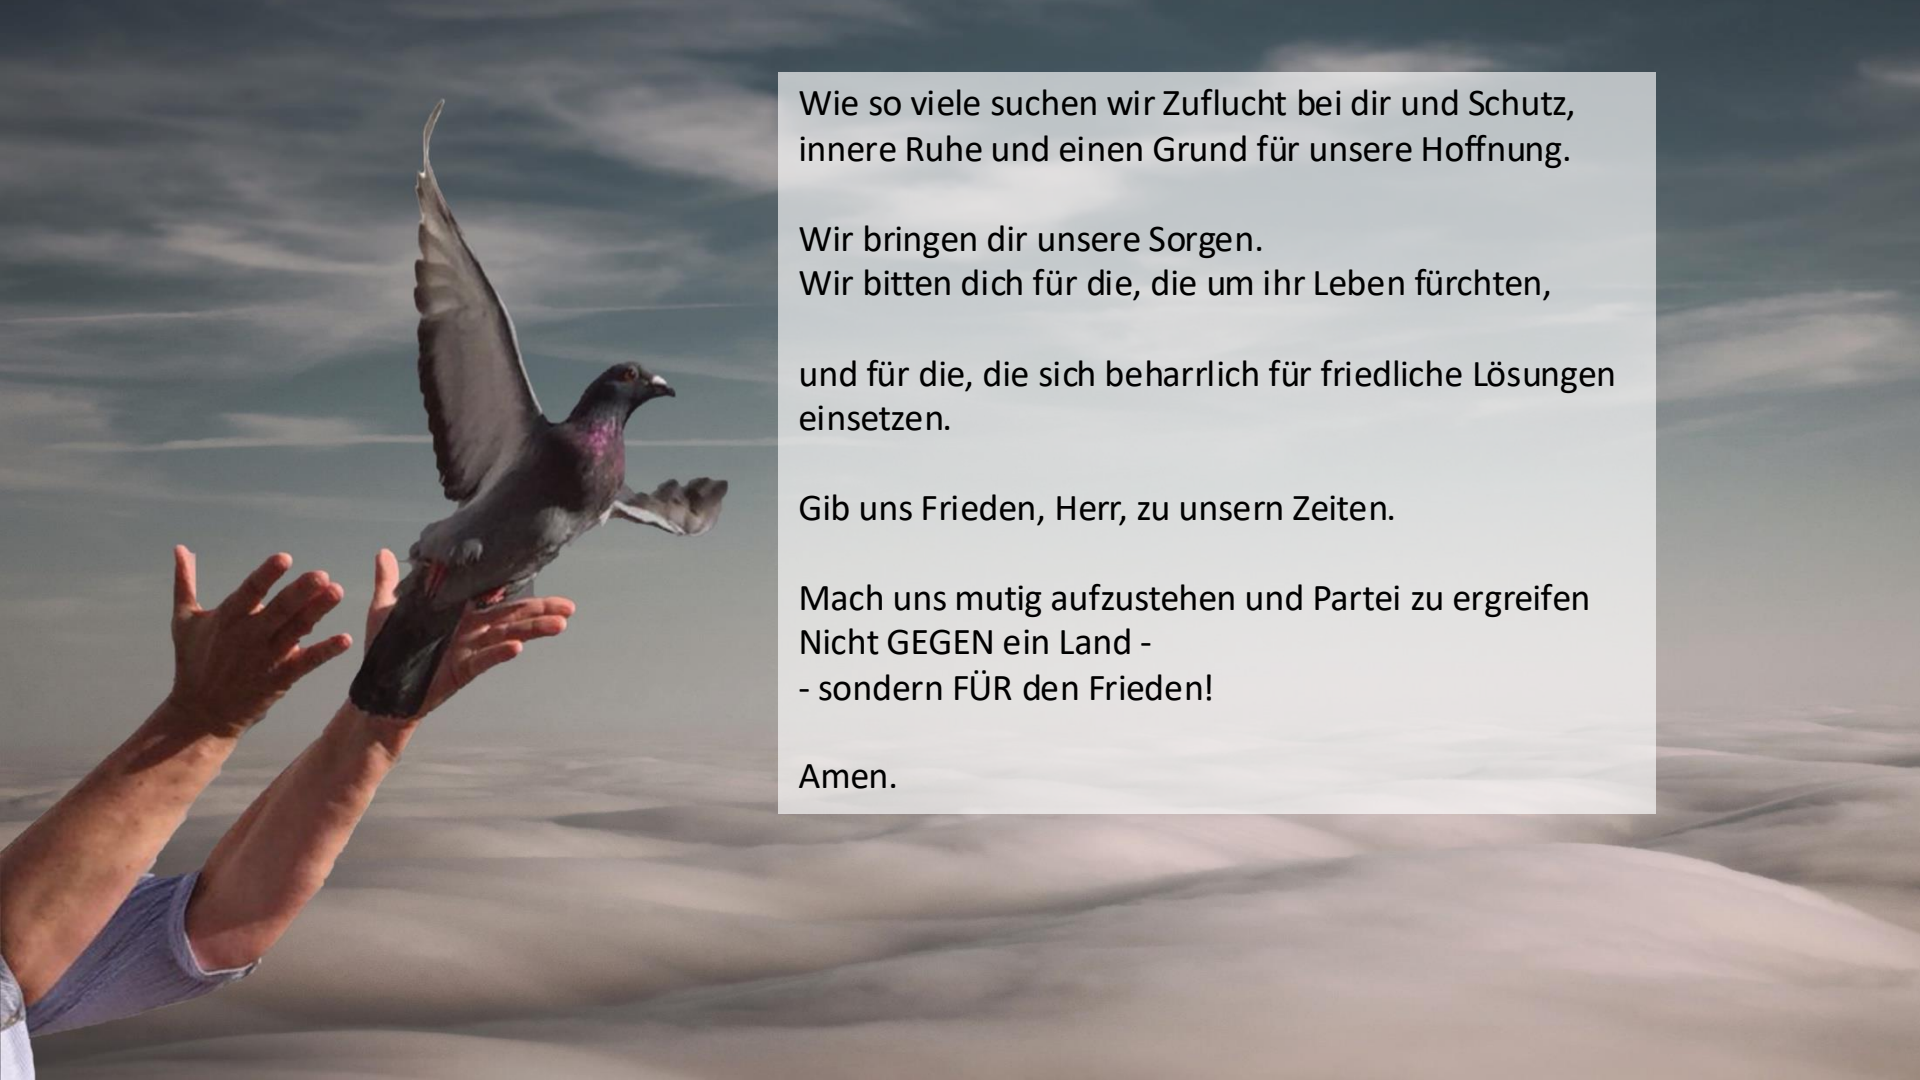 Wie so viele suchen wir Zuflucht bei dir und Schutz,
innere Ruhe und einen Grund für unsere Hoffnung.
Wir bringen dir unsere Sorgen.
Wir bitten dich für die, die um ihr Leben fürchten,
und für die, die sich beharrlich für friedliche Lösungen
einsetzen.
Gib uns Frieden, Herr, zu unsern Zeiten.
Mach uns mutig aufzustehen und Partei zu ergreifen
Nicht GEGEN ein Land -
- sondern FÜR den Frieden!
Amen.